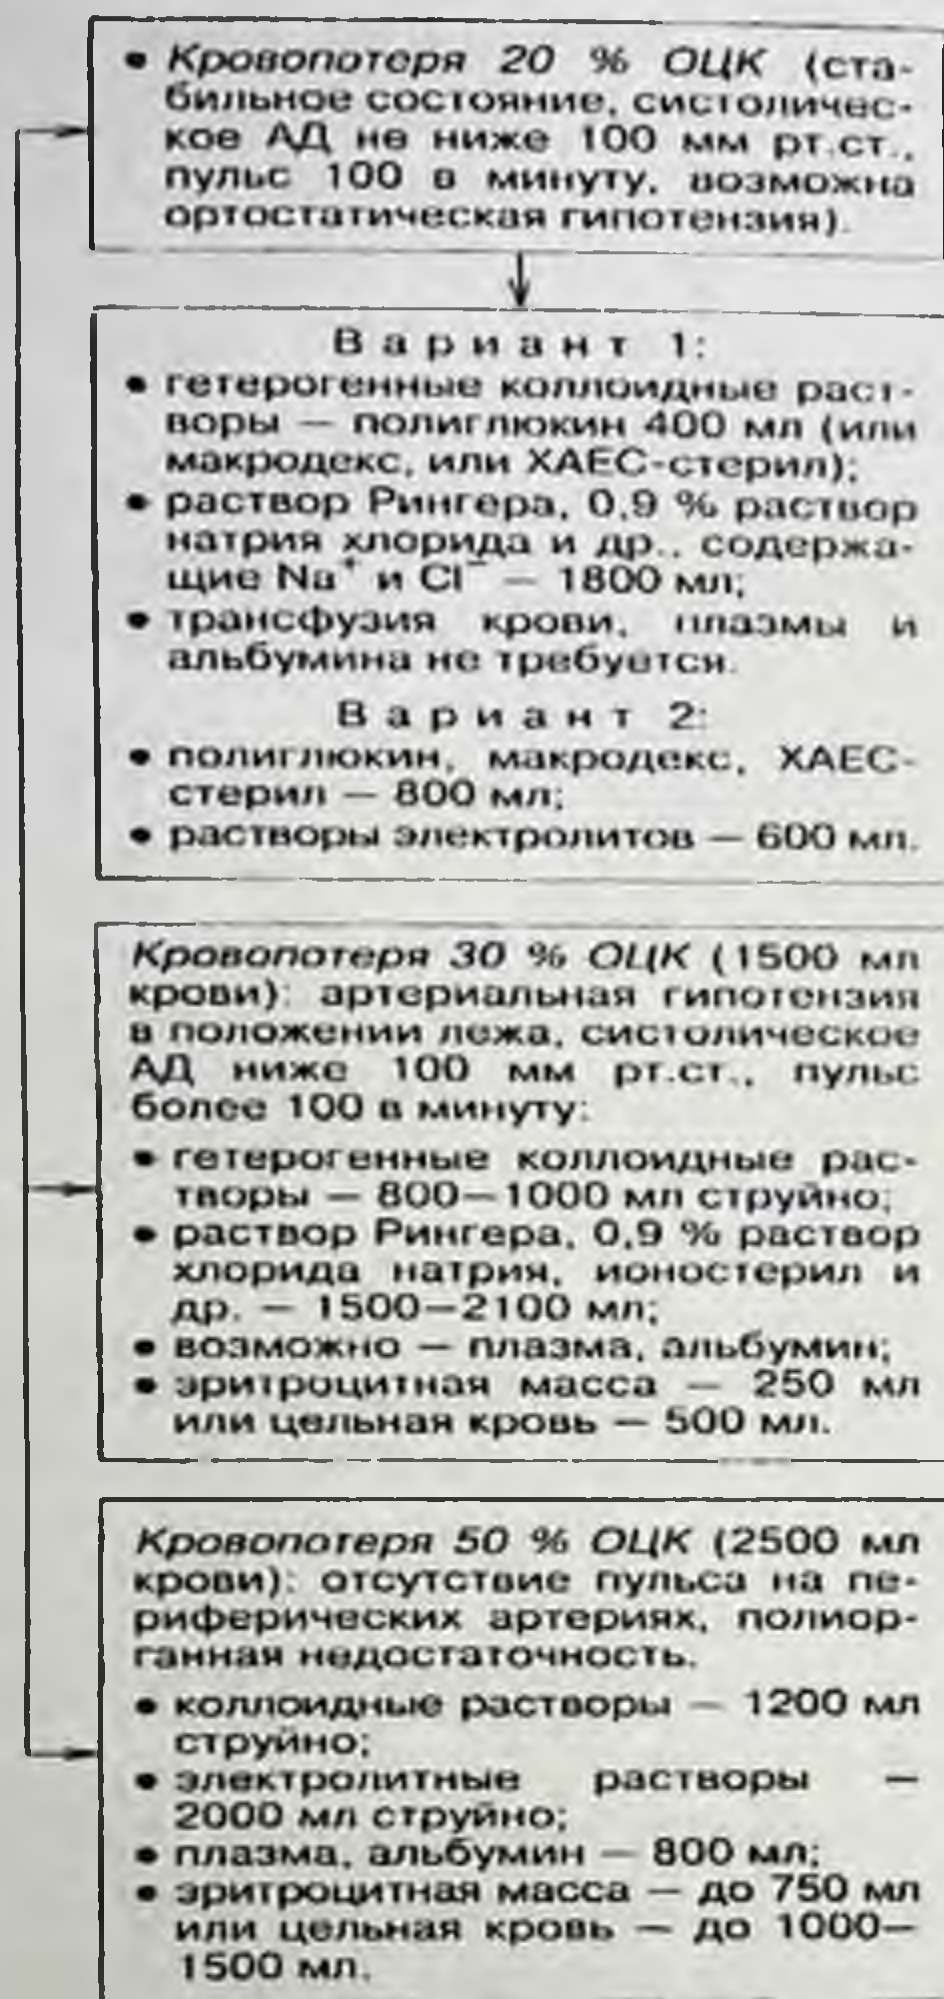 • Кровопотеря 20 % ОЦК (ста-
бильное состояние, систоличес-
кое АД не ниже 100 мм рт.ст.,
пульс 100 в минуту, возможна
ортостатическая гипотензия).
Вариант 1:
• гетерогенные коллоидные раст-
воры — полиглюкин 400 мл (или
макродекс, или ХАЕС-стерил);
• раствор Рингера, 0,9 % раствор
натрия хлорида и др., содержа-
щие Na⁺ и Cl⁻ — 1800 мл;
• трансфузия крови, плазмы и
альбумина не требуется.
Вариант 2:
• полиглюкин, макродекс, ХАЕС-
стерил — 800 мл;
• растворы электролитов — 600 мл.
Кровопотеря 30 % ОЦК (1500 мл
крови): артериальная гипотензия
в положении лежа, систолическое
АД ниже 100 мм рт.ст., пульс
более 100 в минуту:
• гетерогенные коллоидные рас-
творы — 800—1000 мл струйно;
• раствор Рингера, 0,9 % раствор
хлорида натрия, ионостерил и
др. — 1500—2100 мл;
• возможно — плазма, альбумин;
• эритроцитная масса — 250 мл
или цельная кровь — 500 мл.
Кровопотеря 50 % ОЦК (2500 мл
крови): отсутствие пульса на пе-
риферических артериях, полиор-
ганная недостаточность.
• коллоидные растворы — 1200 мл
струйно;
• электролитные растворы —
2000 мл струйно;
• плазма, альбумин — 800 мл;
• эритроцитная масса — до 750 мл
или цельная кровь — до 1000—
1500 мл.